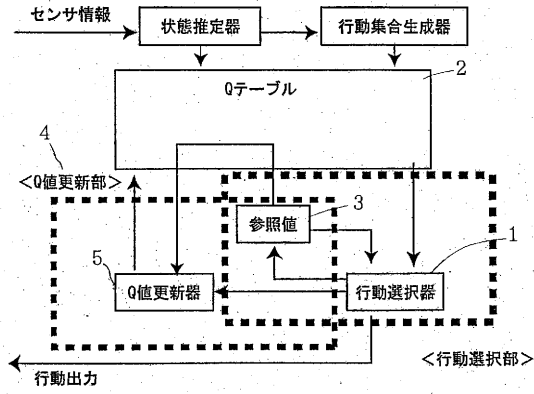 センサ情報
状態推定器
行動集合生成器
2
Qテーブル
4
<Q値更新部>
3
参照値
1
5
Q値更新器
行動選択器
<行動選択部>
行動出力